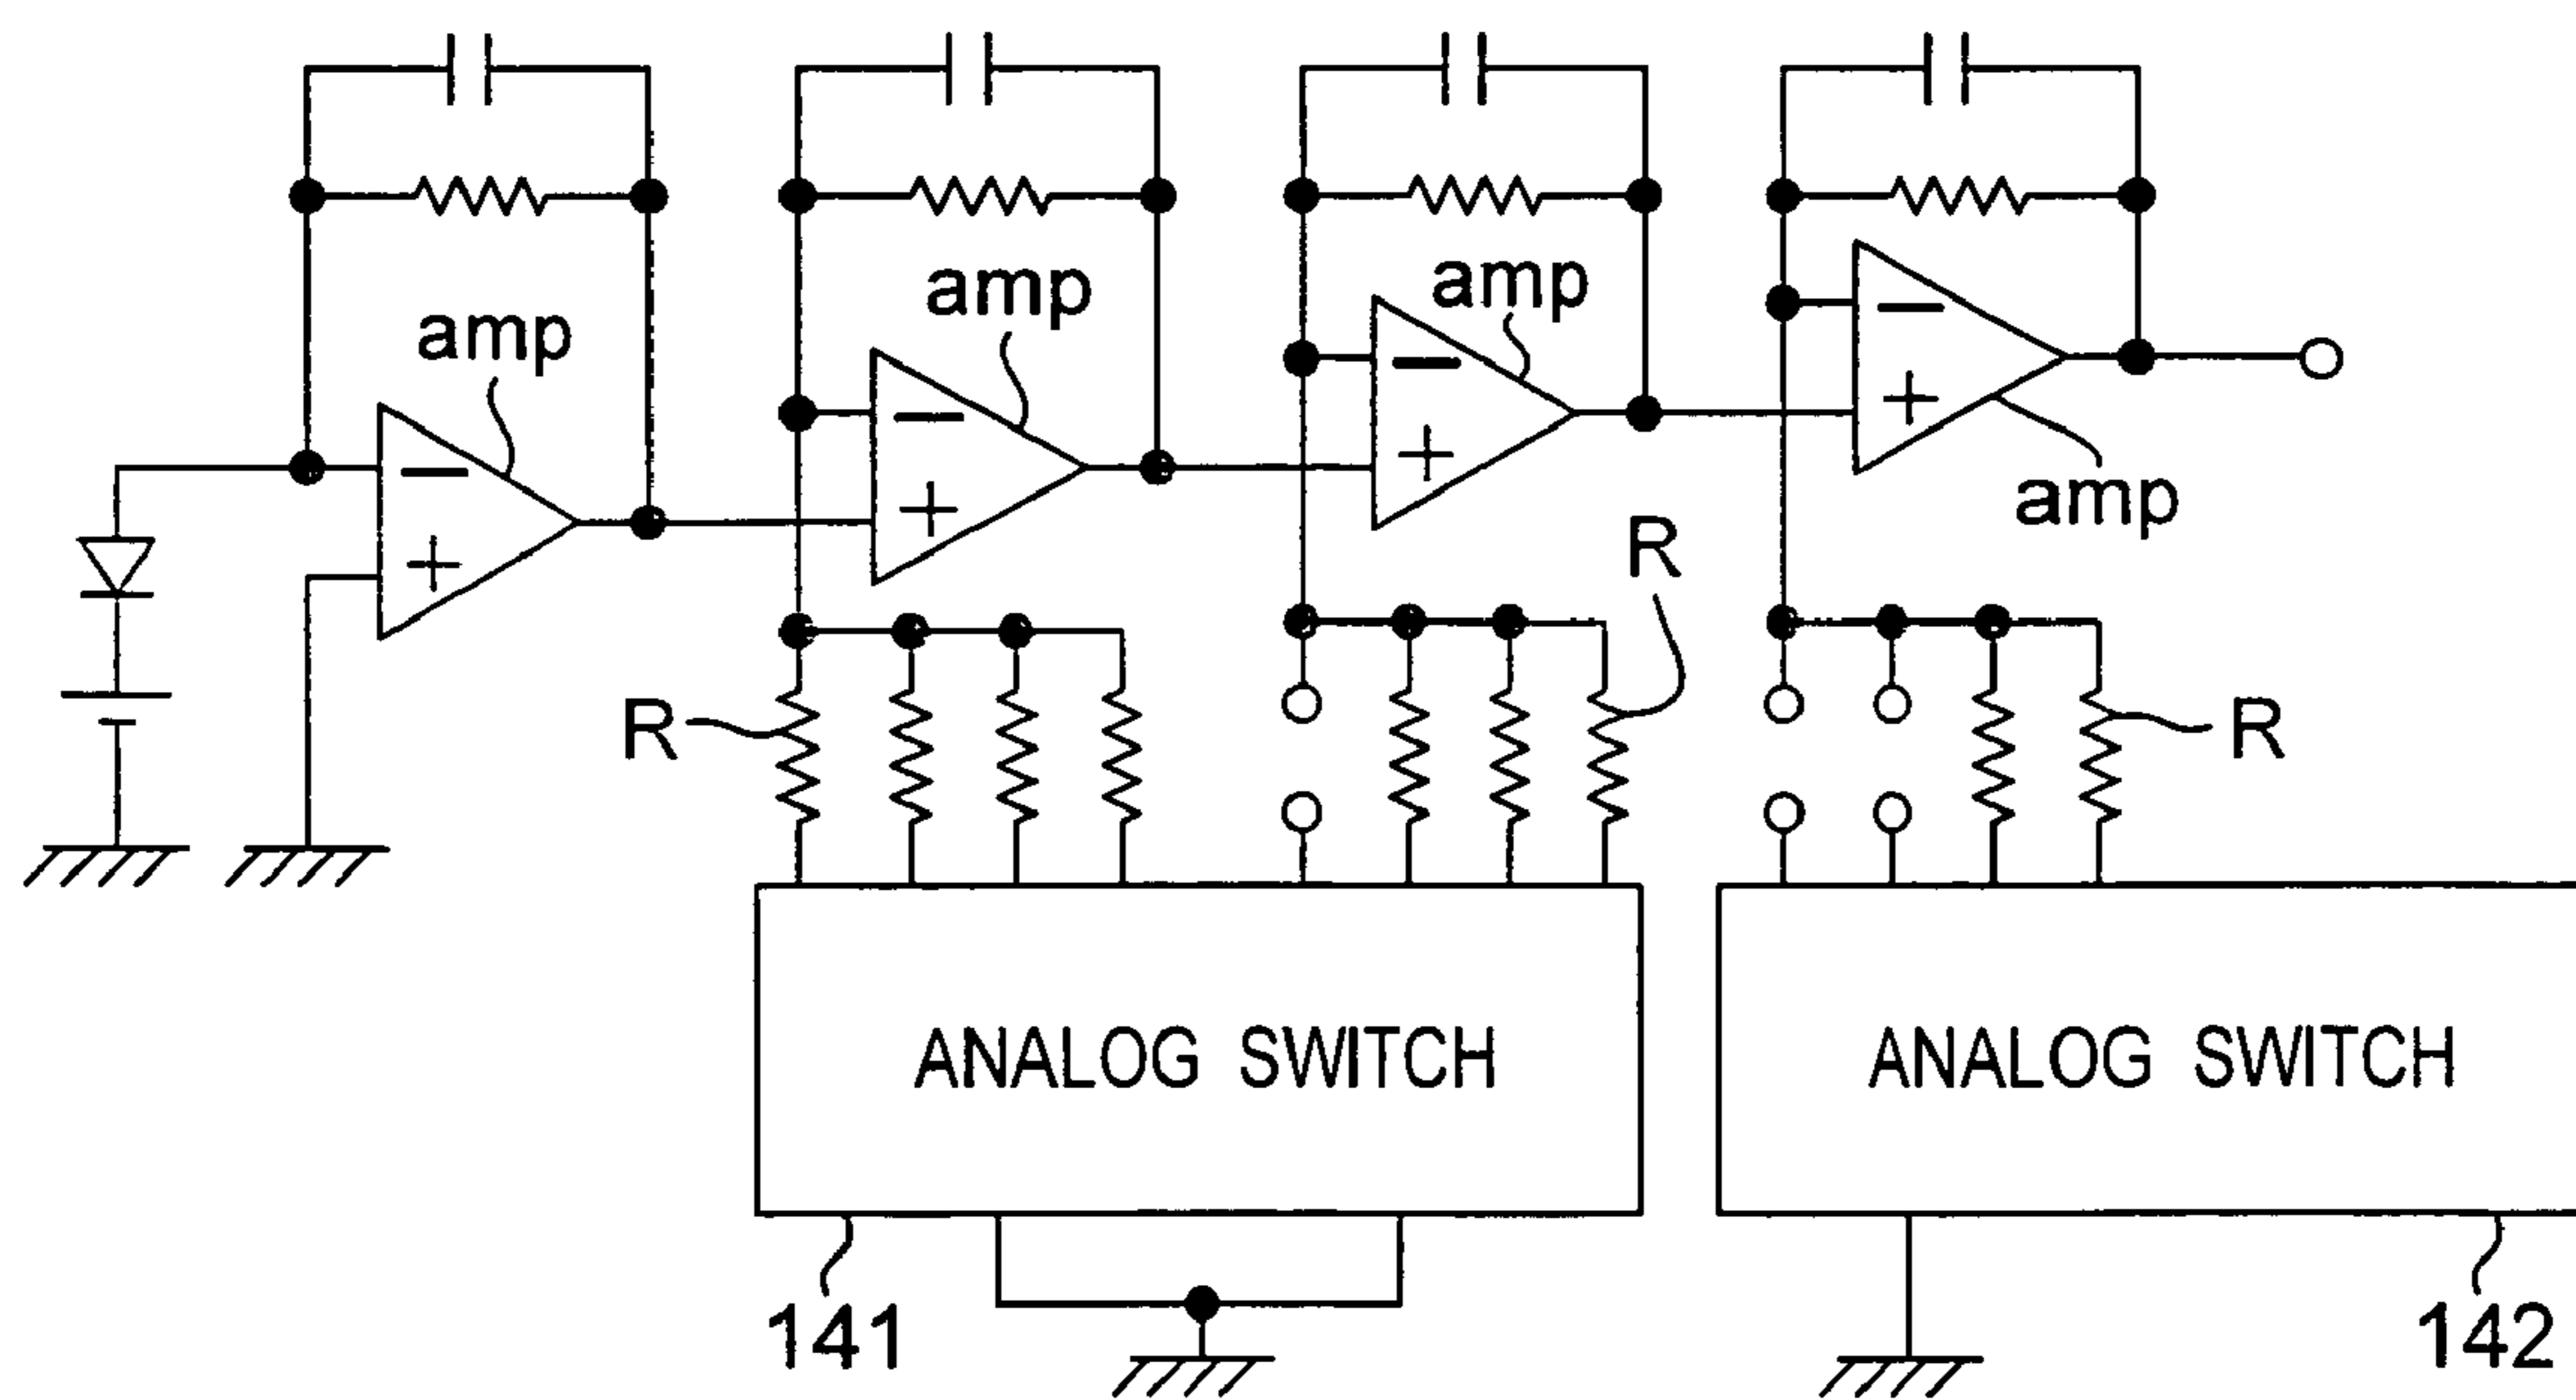 amp
amp
amp
amp
R
R
R
ANALOG SWITCH
ANALOG SWITCH
141
142